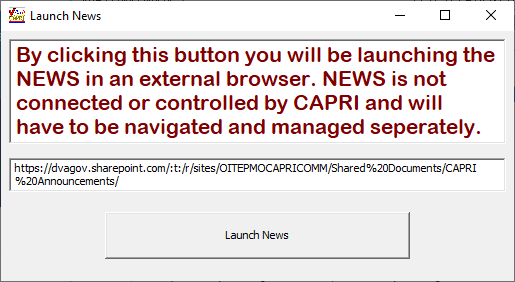 Launch News
By clicking this button you will be launching the
NEWS in an external browser. NEWS is not
connected or controlled by CAPRI and will
have to be navigated and managed seperately.
https://dvagov.sharepoint.com/:t:/r/sites/OITEPMOCAPRICOMM/Shared%20Documents/CAPRI
%20Announcements/
Launch News